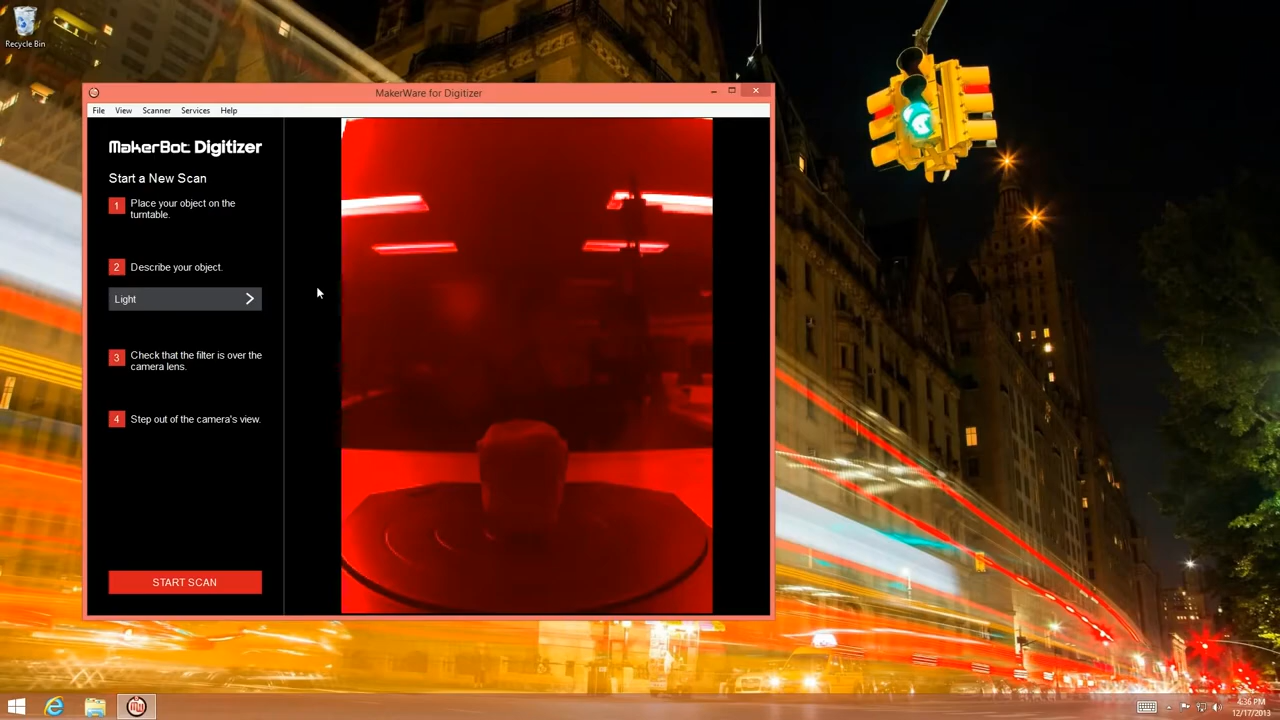 Recycle Bin
MakerWare for Digitizer
File View Scanner Services Help
MakerBot Digitizer
Start a New Scan
1 Place your object on the
turntable.
2 Describe your object.
Light
3 Check that the filter is over the
camera lens.
4 Step out of the camera's view.
START SCAN
4:36 PM
12/17/2013